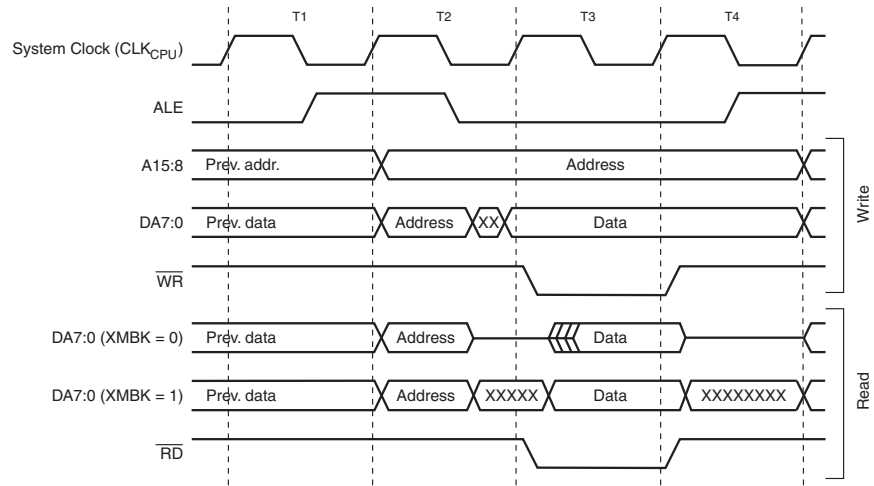 T1 T2 T3 T4
System Clock (CLKCPU)
ALE
A15:8 Prev. addr. Address
DA7:0 Prev. data Address XX Data
WR
Write
DA7:0 (XMBK = 0) Prev. data Address Data
DA7:0 (XMBK = 1) Prev. data Address XXXXX Data XXXXXXXX
RD
Read